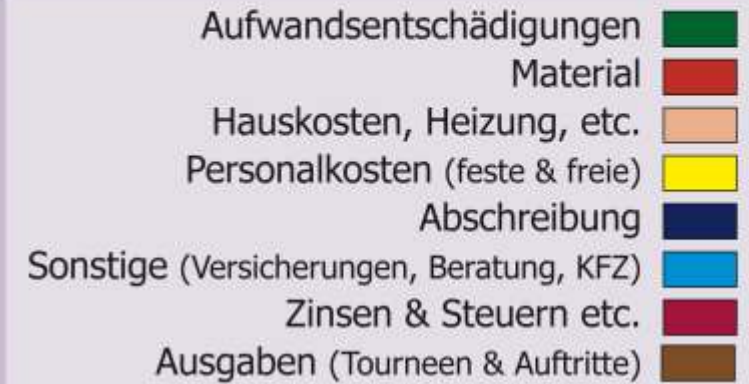 Aufwandsentschädigungen
Material
Hauskosten, Heizung, etc.
Personalkosten (feste & freie)
Abschreibung
Sonstige (Versicherungen, Beratung, KFZ)
Zinsen & Steuern etc.
Ausgaben (Tourneen & Auftritte)